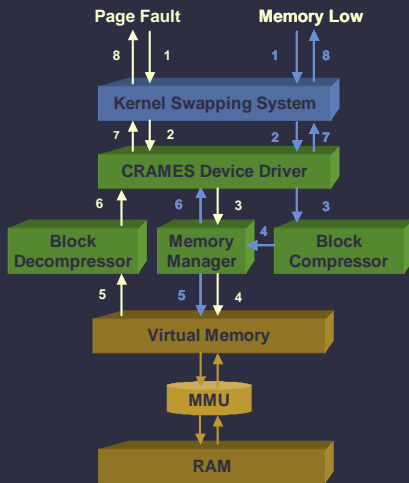 Page Fault
Memory Low
8 1 1 8
Kernel Swapping System
7 2 2 7
CRAMES Device Driver
6 6 3 3
Block
Decompressor
Memory
Manager
4
Block
Compressor
5 5 4
Virtual Memory
MMU
RAM